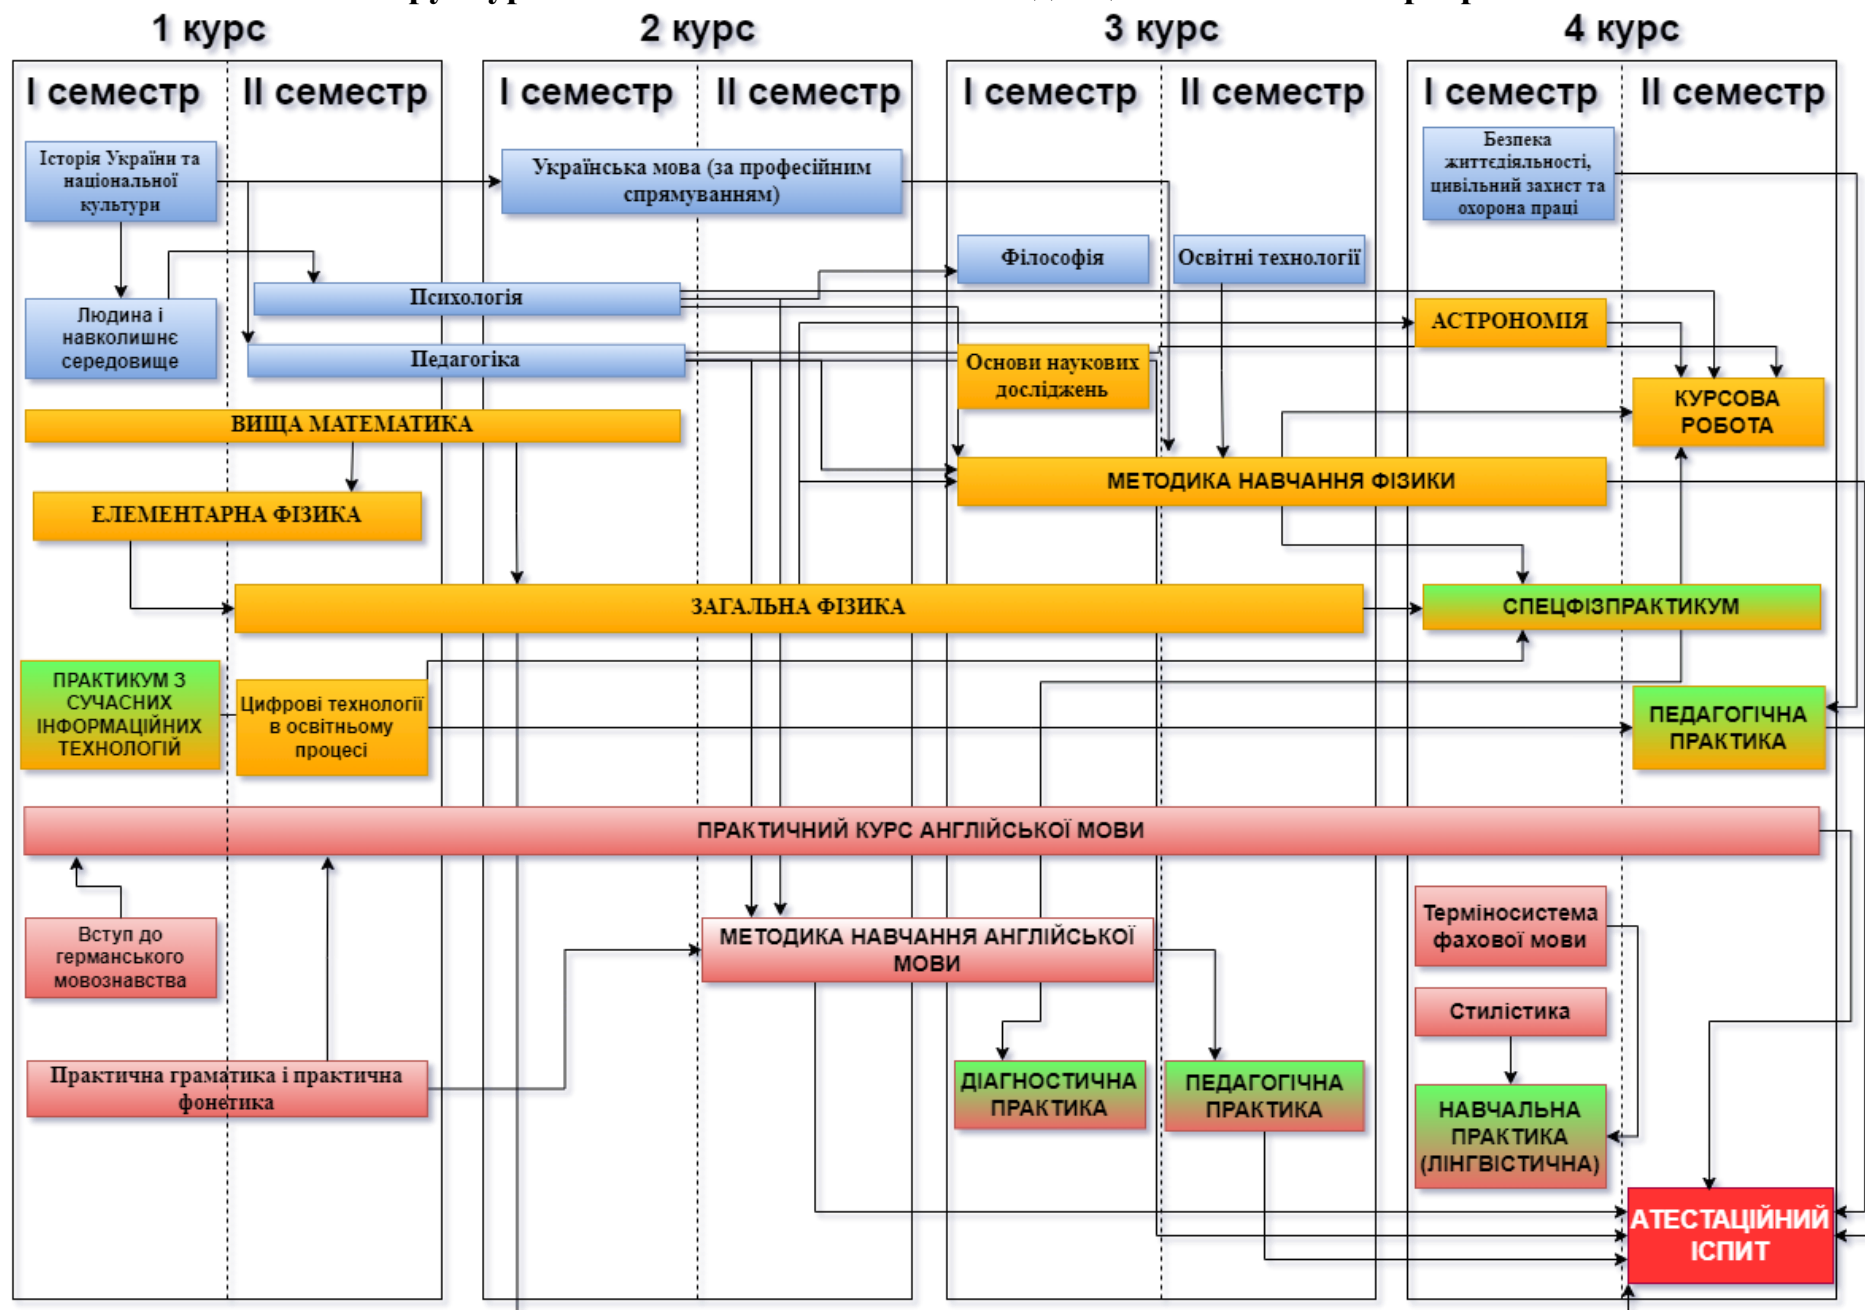 1 курс
2 курс
3 курс
4 курс
I семестр
II семестр
I семестр
II семестр
I семестр
II семестр
I семестр
II семестр
Історія України та
національної
культури
Українська мова (за професійним
спрямуванням)
Безпека
життєдіяльності,
цивільний захист та
охорона праці
Філософія
Освітні технології
Психологія
Людина і
навколишнє
середовище
АСТРОНОМІЯ
Педагогіка
Основи наукових
досліджень
КУРСОВА
РОБОТА
ВИЩА МАТЕМАТИКА
МЕТОДИКА НАВЧАННЯ ФІЗИКИ
ЕЛЕМЕНТАРНА ФІЗИКА
ЗАГАЛЬНА ФІЗИКА
СПЕЦФІЗПРАКТИКУМ
ПРАКТИКУМ З
СУЧАСНИХ
ІНФОРМАЦІЙНИХ
ТЕХНОЛОГІЙ
Цифрові технології
в освітньому
процесі
ПЕДАГОГІЧНА
ПРАКТИКА
ПРАКТИЧНИЙ КУРС АНГЛІЙСЬКОЇ МОВИ
Вступ до
германського
мовознавства
МЕТОДИКА НАВЧАННЯ АНГЛІЙСЬКОЇ
МОВИ
Терміносистема
фахової мови
Стилістика
Практична граматика і практична
фонетика
ДІАГНОСТИЧНА
ПРАКТИКА
ПЕДАГОГІЧНА
ПРАКТИКА
НАВЧАЛЬНА
ПРАКТИКА
(ЛІНГВІСТИЧНА)
АТЕСТАЦІЙНИЙ
ІСПИТ